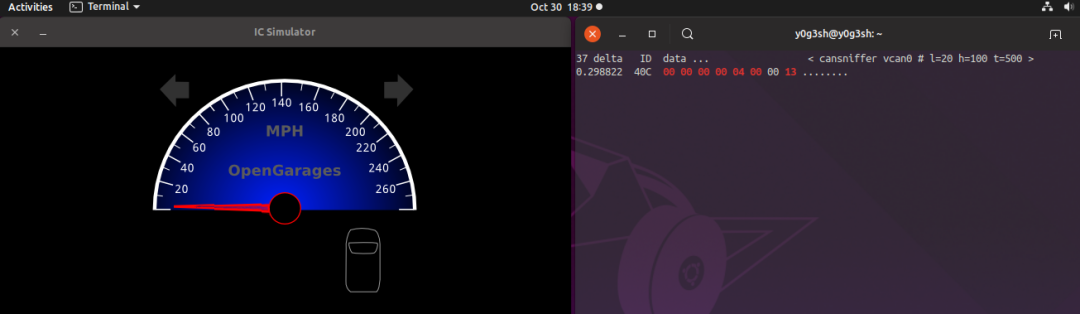 Activities Terminal Oct 30 18:39
IC Simulator
y0g3sh@y0g3sh: ~
20 40 60 80 100 120 140 160 180 200 220 240 260
MPH
OpenGarages
37 delta ID data ... < cansniffer vcan0 # l=20 h=100 t=500 >
0.298822 40C 00 00 00 00 04 00 00 13 ........